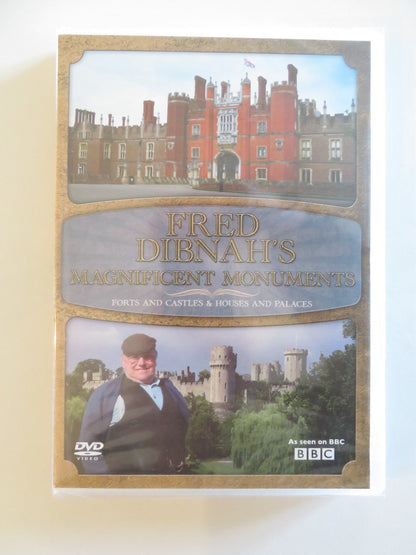 FRED
DIBNAH'S
MAGNIFICENT MONUMENTS
FORTS AND CASTLES & HOUSES AND PALACES
DVD
VIDEO
As seen on BBC
BBC